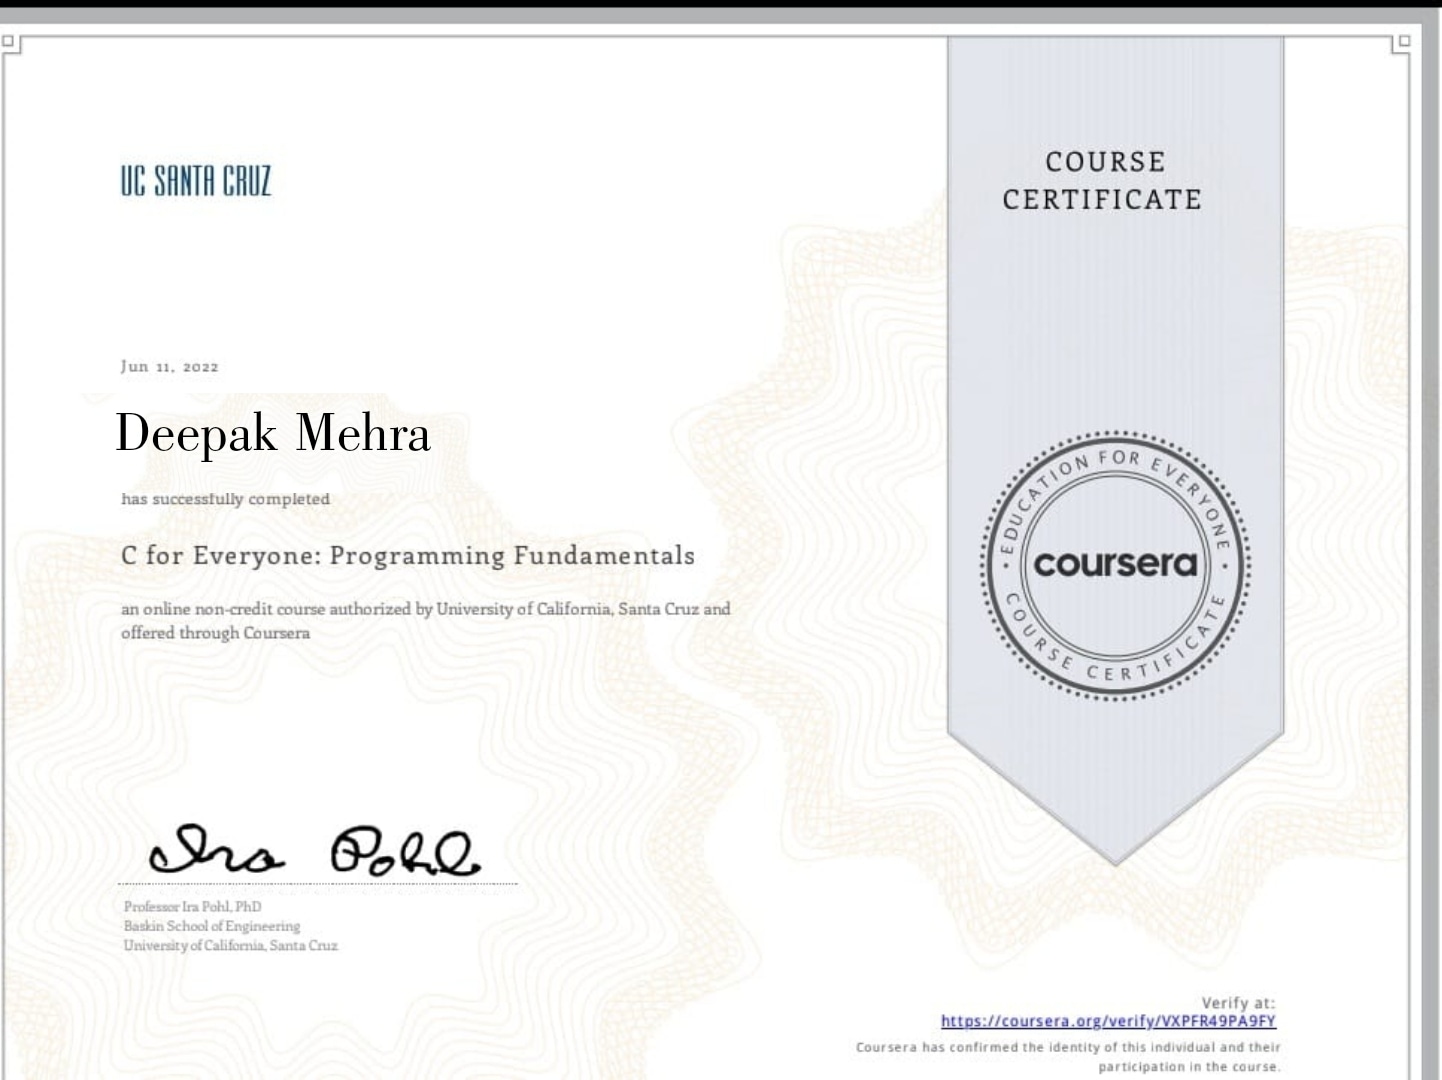 UC SANTA CRUZ
COURSE
CERTIFICATE
Jun 11, 2022
Deepak Mehra
has successfully completed
C for Everyone: Programming Fundamentals
an online non-credit course authorized by University of California, Santa Cruz and
offered through Coursera
EDUCATION FOR EVERYONE
coursera
COURSE CERTIFICATE
Ira Pohl
Professor Ira Pohl, PhD
Baskin School of Engineering
University of California, Santa Cruz
Verify at:
https://coursera.org/verify/VXPFR49PA9FY
Coursera has confirmed the identity of this individual and their
participation in the course.